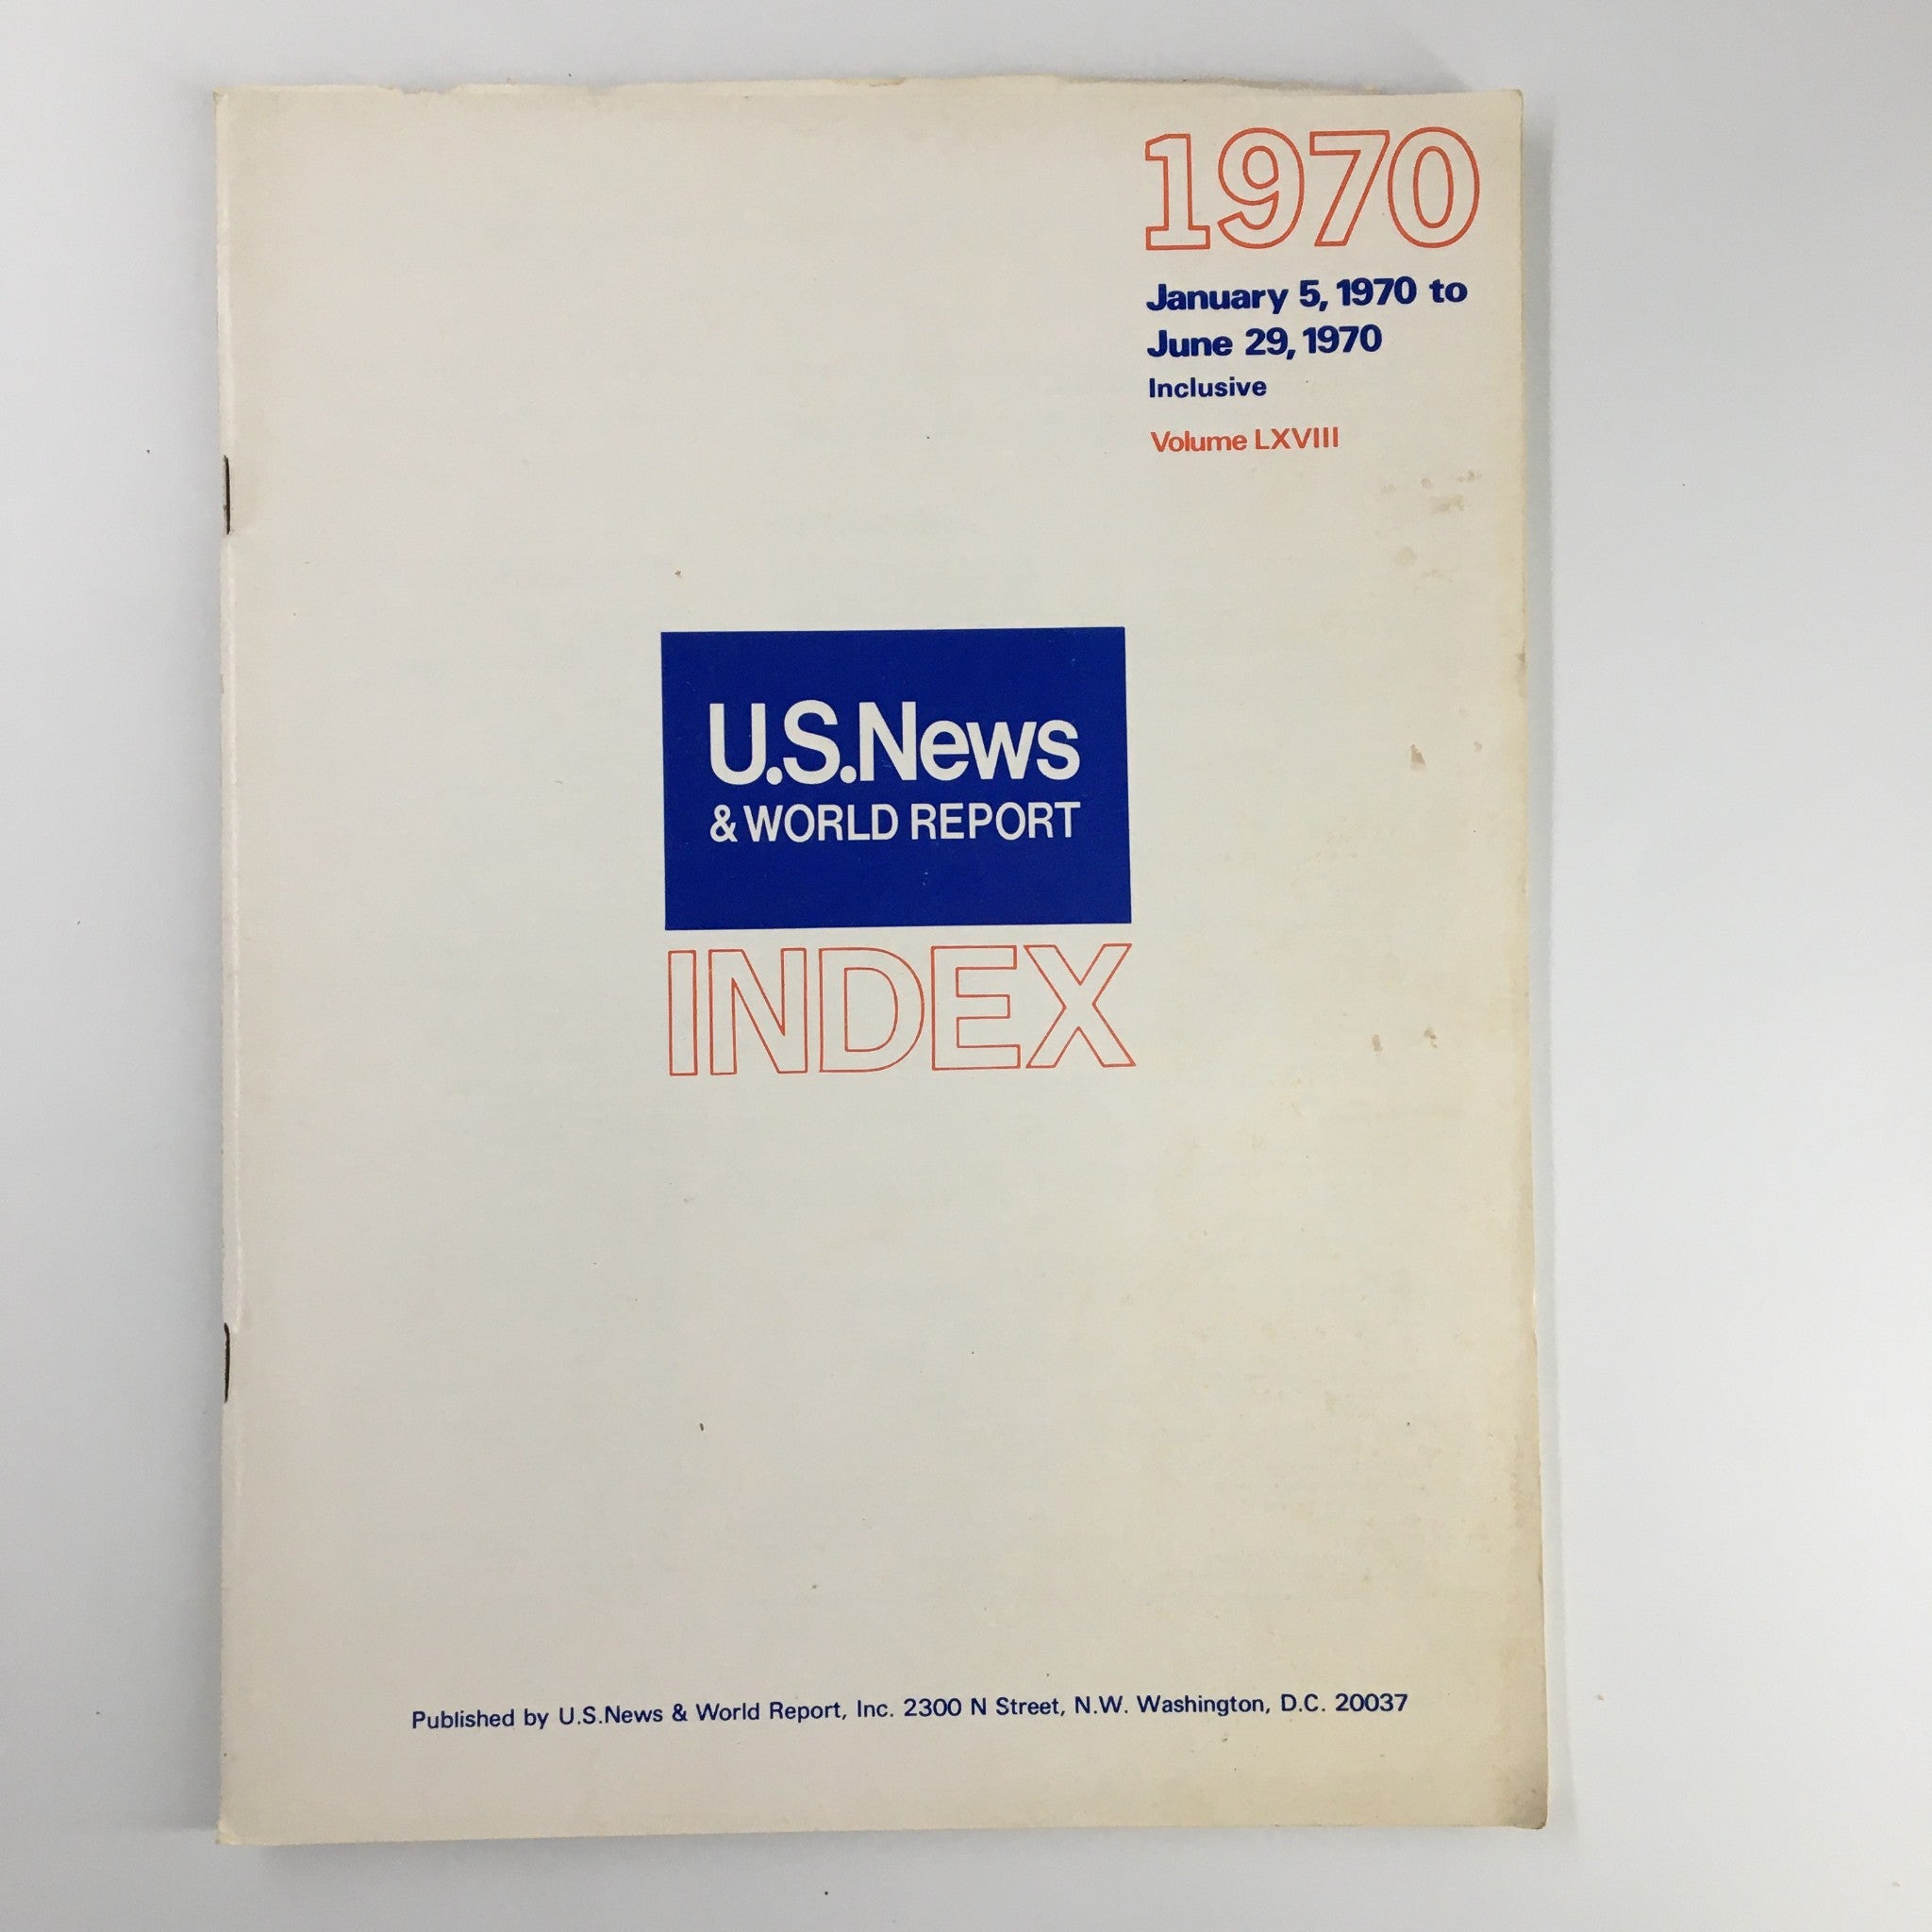 1970
January 5, 1970 to
June 29, 1970
Inclusive
Volume LXVIII
U.S.News
& WORLD REPORT
INDEX
Published by U.S.News & World Report, Inc. 2300 N Street, N.W. Washington, D.C. 20037